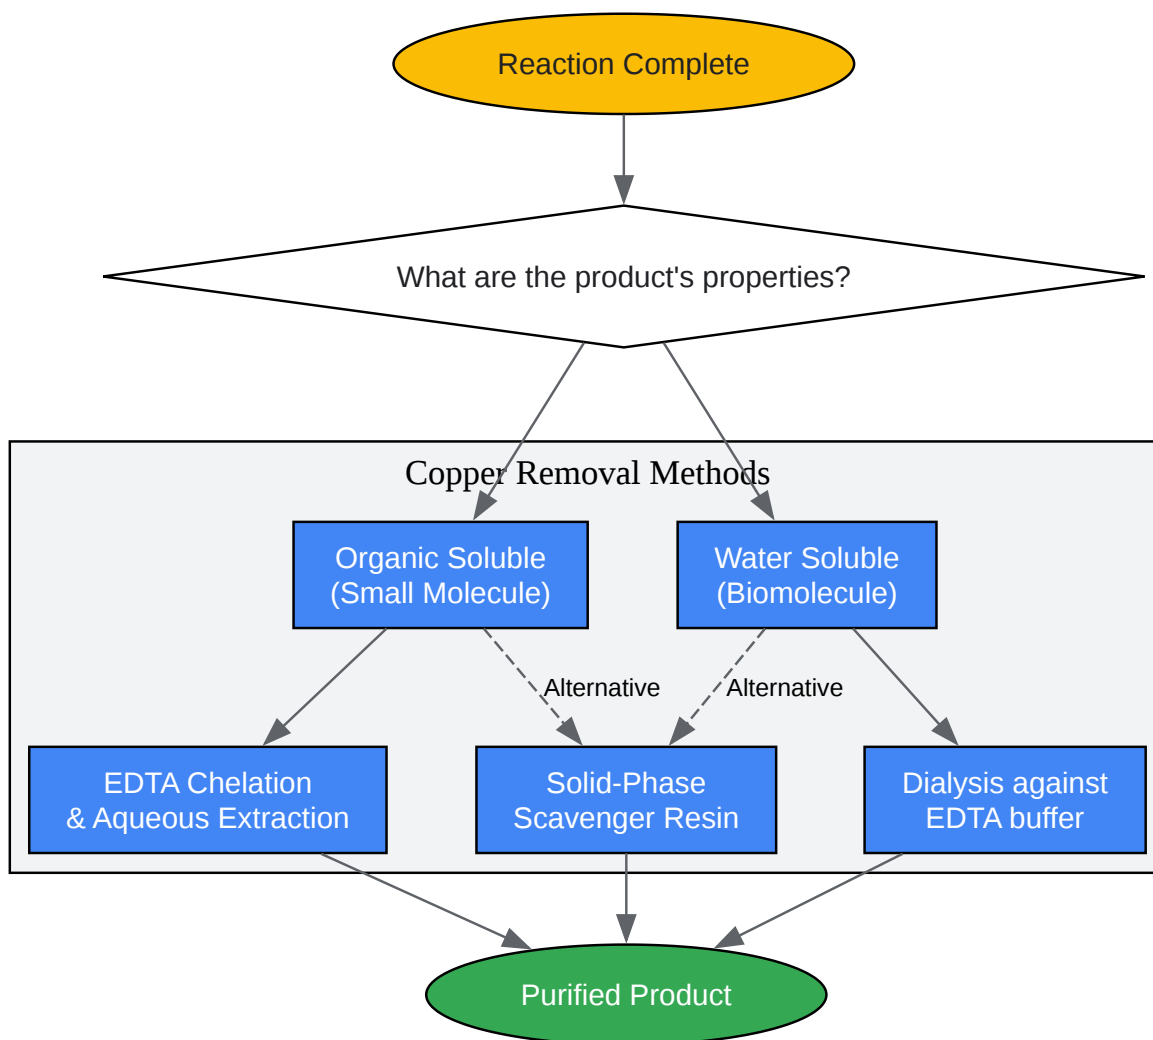 Reaction Complete
What are the product's properties?
Copper Removal Methods
Organic Soluble
(Small Molecule)
Water Soluble
(Biomolecule)
Alternative
Alternative
EDTA Chelation
& Aqueous Extraction
Solid-Phase
Scavenger Resin
Dialysis against
EDTA buffer
Purified Product